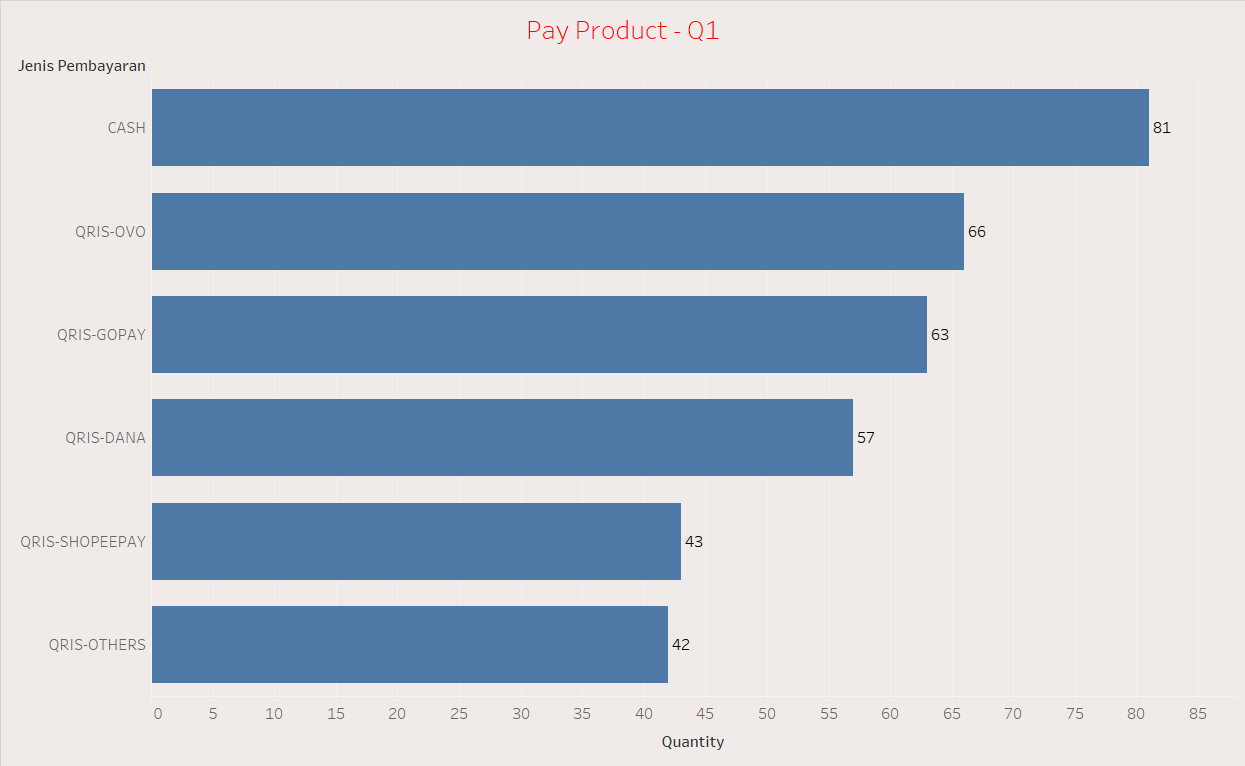 Pay Product - Q1
Jenis Pembayaran
CASH 81
QRIS-OVO 66
QRIS-GOPAY 63
QRIS-DANA 57
QRIS-SHOPEEPAY 43
QRIS-OTHERS 42
0 5 10 15 20 25 30 35 40 45 50 55 60 65 70 75 80 85
Quantity